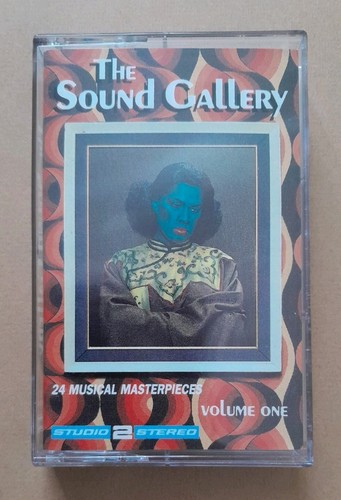 THE
SOUND GALLERY
24 MUSICAL MASTERPIECES
VOLUME ONE
STUDIO 2 STEREO